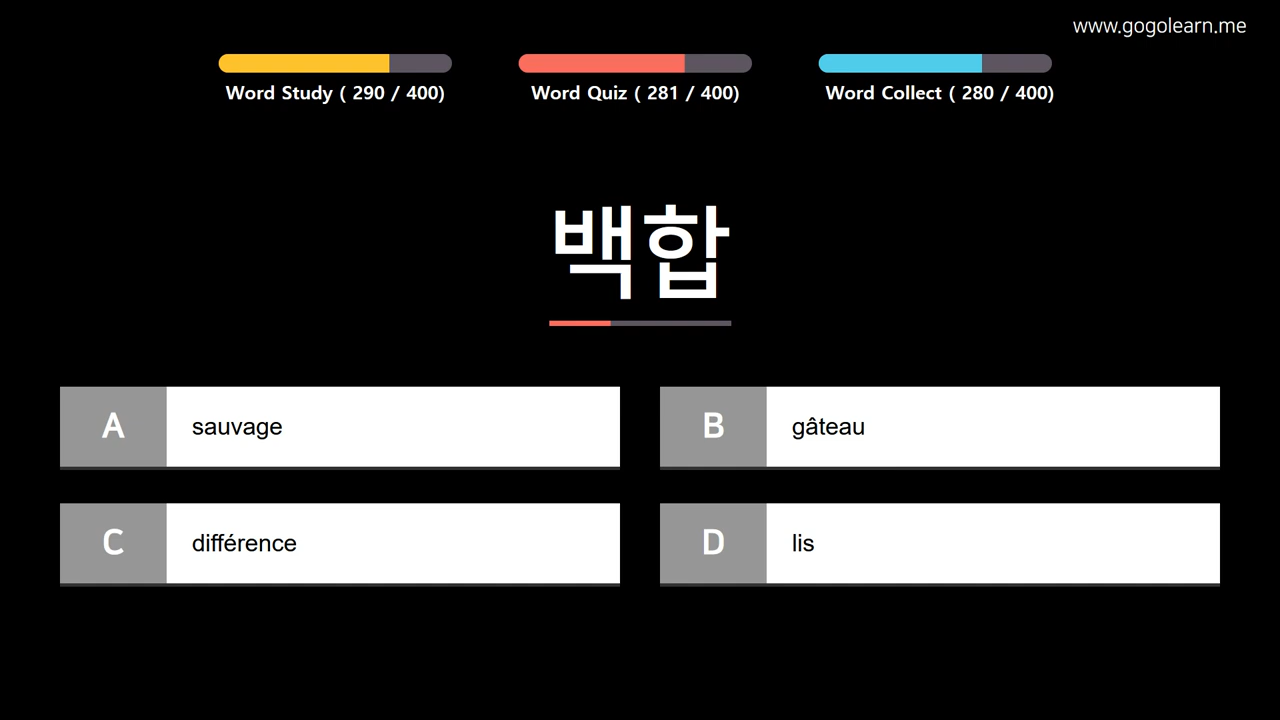 www.gogolearn.me
Word Study ( 290 / 400)
Word Quiz ( 281 / 400)
Word Collect ( 280 / 400)
백합
A sauvage
B gâteau
C différence
D lis